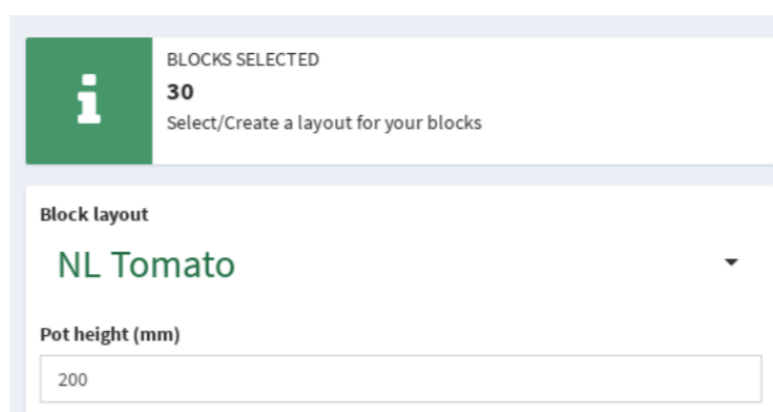 BLOCKS SELECTED
30
Select/Create a layout for your blocks
Block layout
NL Tomato
Pot height (mm)
200